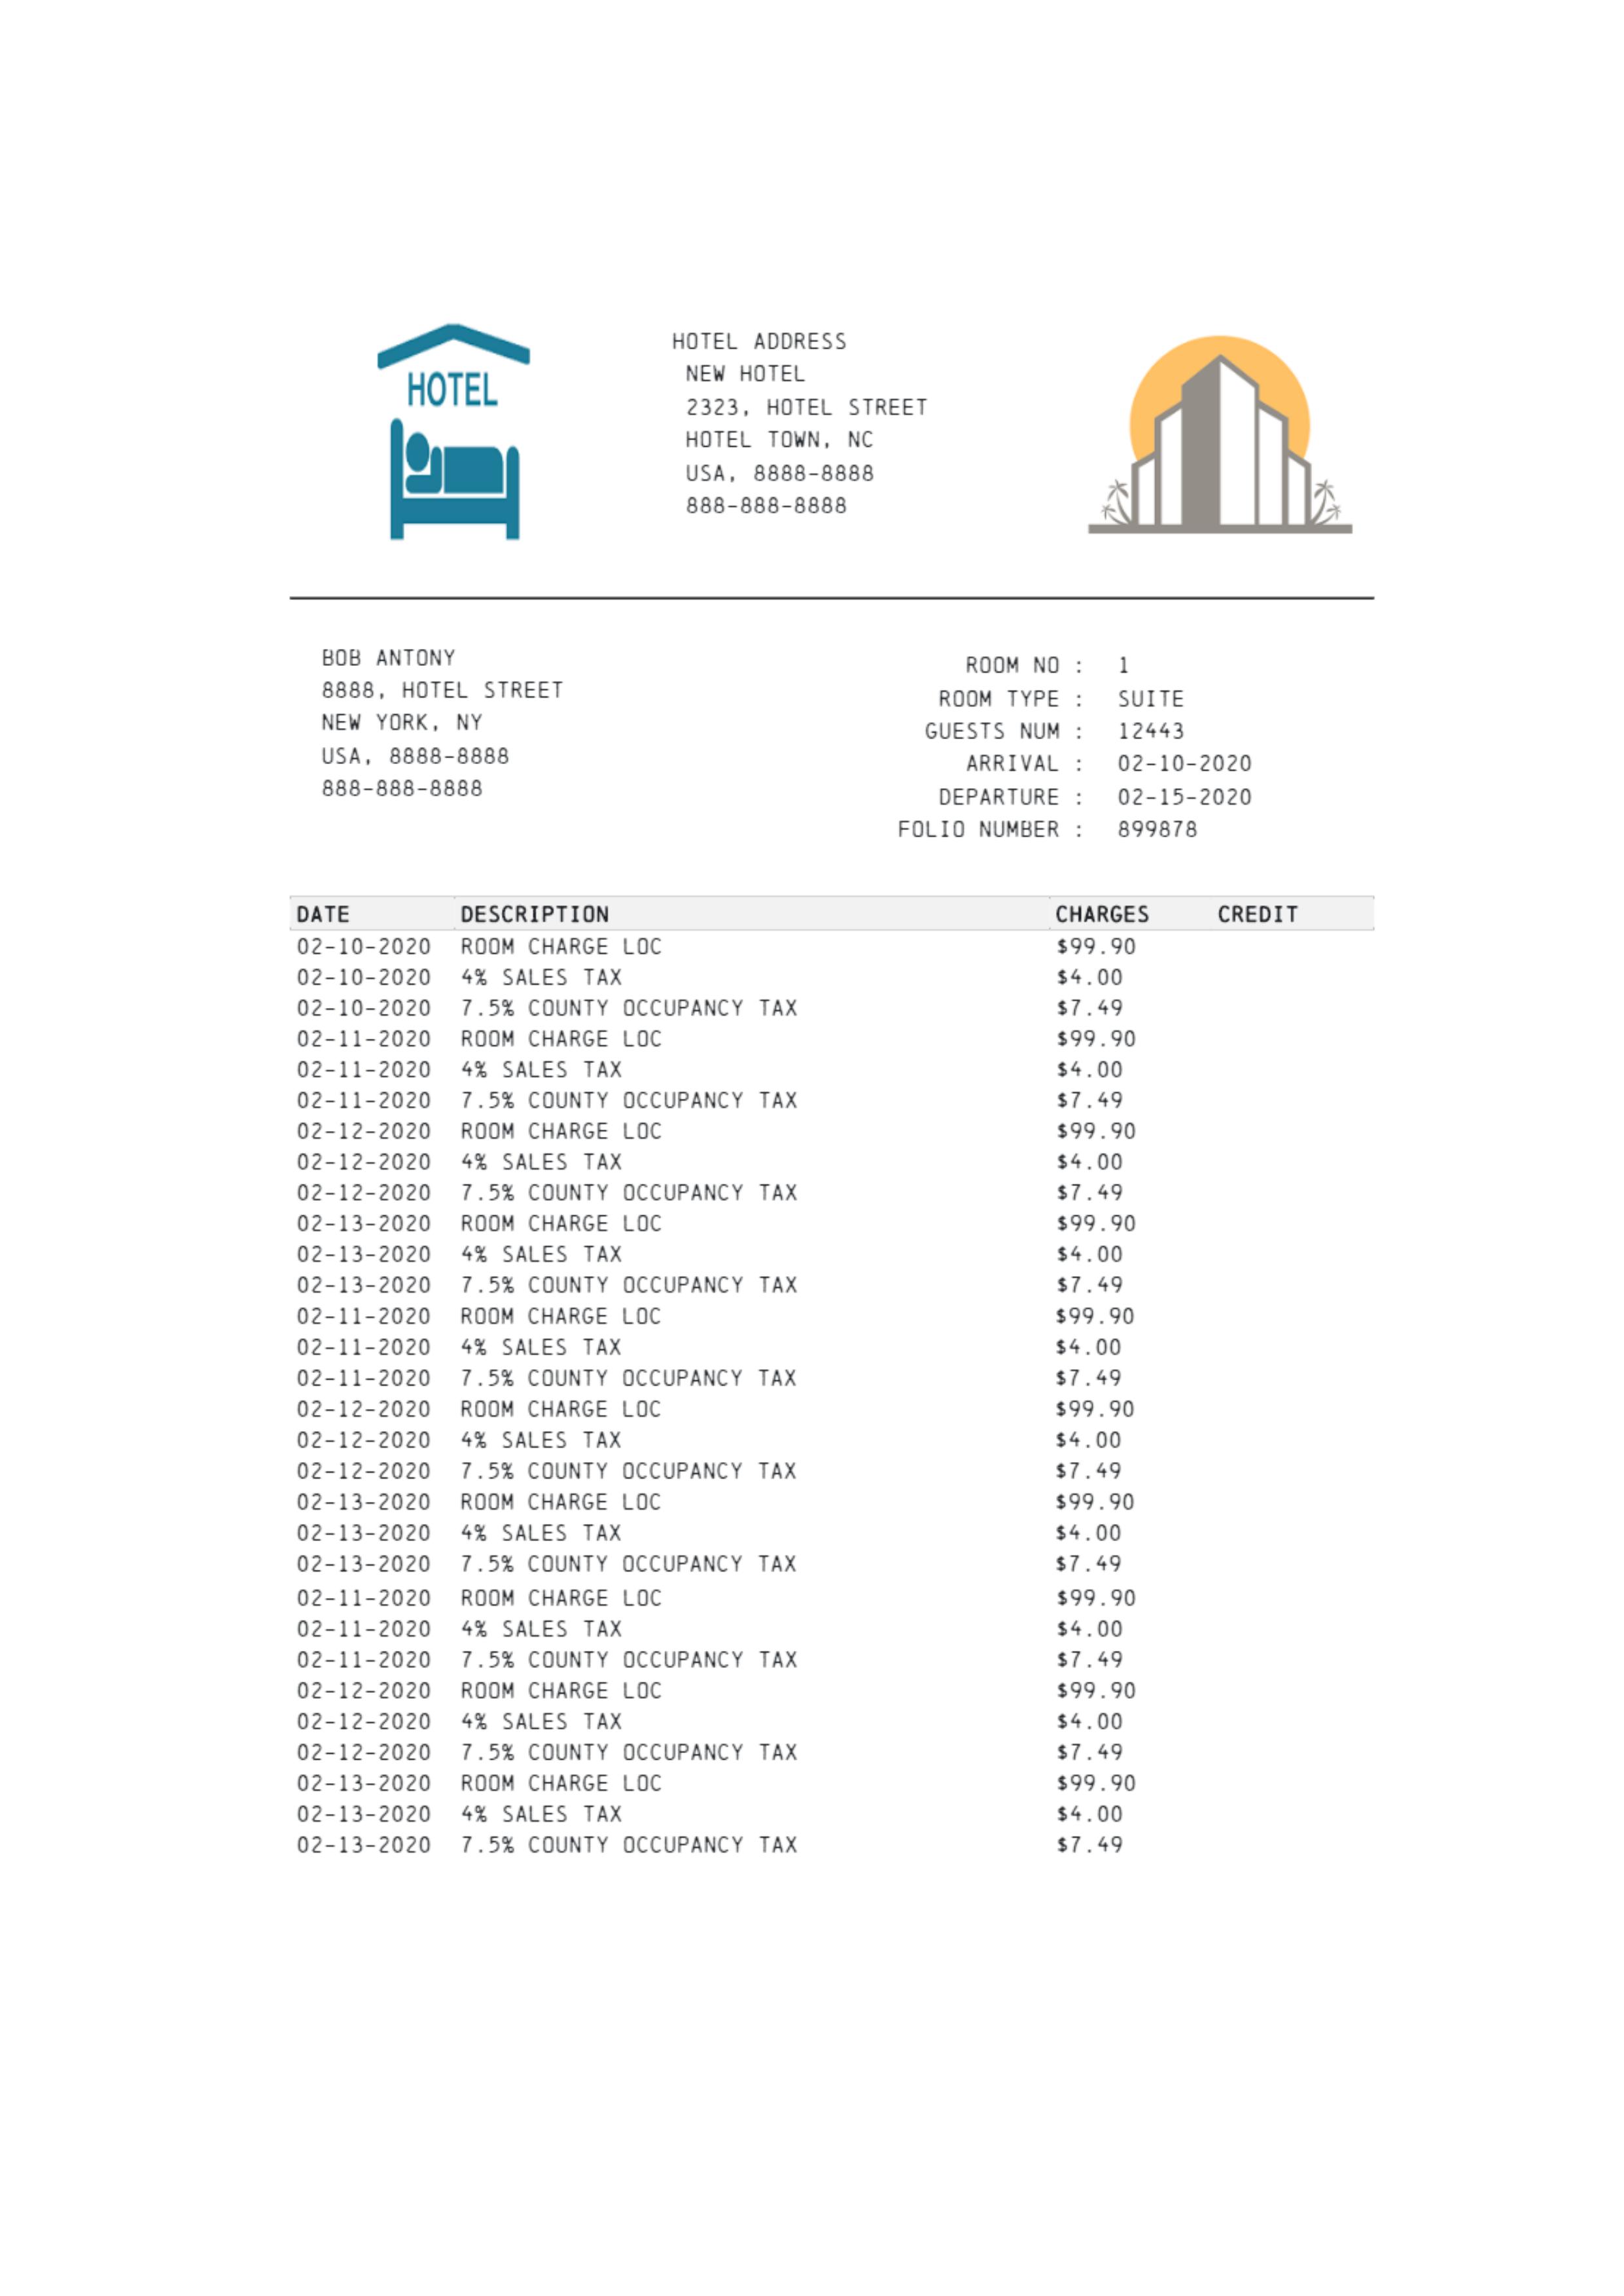 HOTEL
HOTEL ADDRESS
NEW HOTEL
2323, HOTEL STREET
HOTEL TOWN, NC
USA, 8888-8888
888-888-8888
BOB ANTONY
8888, HOTEL STREET
NEW YORK, NY
USA, 8888-8888
888-888-8888
ROOM NO : 1
ROOM TYPE : SUITE
GUESTS NUM : 12443
ARRIVAL : 02-10-2020
DEPARTURE : 02-15-2020
FOLIO NUMBER : 899878
DATE DESCRIPTION CHARGES CREDIT
02-10-2020 ROOM CHARGE LOC $99.90
02-10-2020 4% SALES TAX $4.00
02-10-2020 7.5% COUNTY OCCUPANCY TAX $7.49
02-11-2020 ROOM CHARGE LOC $99.90
02-11-2020 4% SALES TAX $4.00
02-11-2020 7.5% COUNTY OCCUPANCY TAX $7.49
02-12-2020 ROOM CHARGE LOC $99.90
02-12-2020 4% SALES TAX $4.00
02-12-2020 7.5% COUNTY OCCUPANCY TAX $7.49
02-13-2020 ROOM CHARGE LOC $99.90
02-13-2020 4% SALES TAX $4.00
02-13-2020 7.5% COUNTY OCCUPANCY TAX $7.49
02-11-2020 ROOM CHARGE LOC $99.90
02-11-2020 4% SALES TAX $4.00
02-11-2020 7.5% COUNTY OCCUPANCY TAX $7.49
02-12-2020 ROOM CHARGE LOC $99.90
02-12-2020 4% SALES TAX $4.00
02-12-2020 7.5% COUNTY OCCUPANCY TAX $7.49
02-13-2020 ROOM CHARGE LOC $99.90
02-13-2020 4% SALES TAX $4.00
02-13-2020 7.5% COUNTY OCCUPANCY TAX $7.49
02-11-2020 ROOM CHARGE LOC $99.90
02-11-2020 4% SALES TAX $4.00
02-11-2020 7.5% COUNTY OCCUPANCY TAX $7.49
02-12-2020 ROOM CHARGE LOC $99.90
02-12-2020 4% SALES TAX $4.00
02-12-2020 7.5% COUNTY OCCUPANCY TAX $7.49
02-13-2020 ROOM CHARGE LOC $99.90
02-13-2020 4% SALES TAX $4.00
02-13-2020 7.5% COUNTY OCCUPANCY TAX $7.49